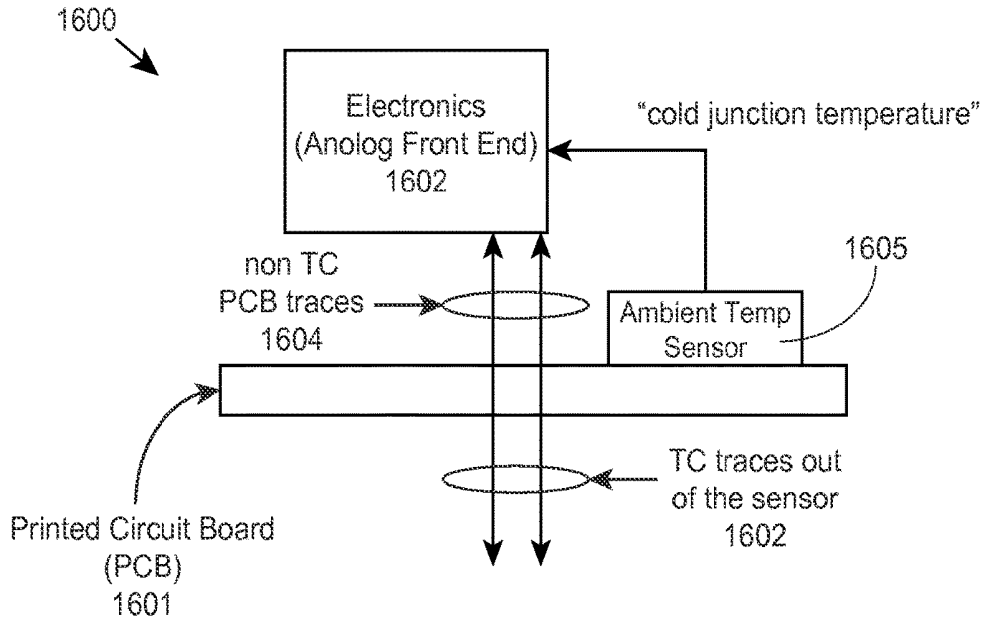 1600
Electronics
(Anolog Front End)
1602
"cold junction temperature"
non TC
PCB traces
1604
1605
Ambient Temp
Sensor
TC traces out
of the sensor
1602
Printed Circuit Board
(PCB)
1601